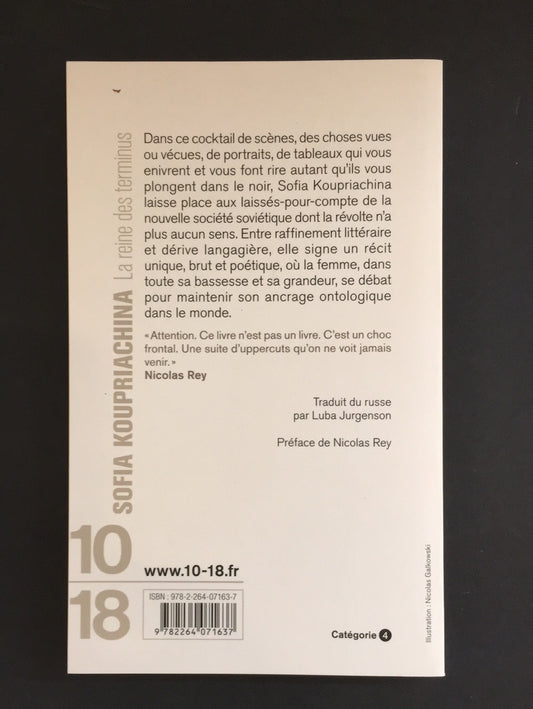 Dans ce cocktail de scènes, des choses vues
ou vécues, de portraits, de tableaux qui vous
enivrent et vous font rire autant qu'ils vous
plongent dans le noir, Sofia Koupriachina
laisse place aux laissés-pour-compte de la
nouvelle société soviétique dont la révolte n'a
plus aucun sens. Entre raffinement littéraire
et dérive langagière, elle signe un récit
unique, brut et poétique, où la femme, dans
toute sa bassesse et sa grandeur, se débat
pour maintenir son ancrage ontologique
dans le monde.
« Attention. Ce livre n'est pas un livre. C'est un choc
frontal. Une suite d'uppercuts qu'on ne voit jamais
venir. »
Nicolas Rey
Traduit du russe
par Luba Jurgenson
Préface de Nicolas Rey
SOFIA KOUPRIACHINA La reine des terminus
10
18
www.10-18.fr
ISBN : 978-2-264-07163-7
9 782264 071637
Catégorie 4
Illustration : Nicolas Galkowski